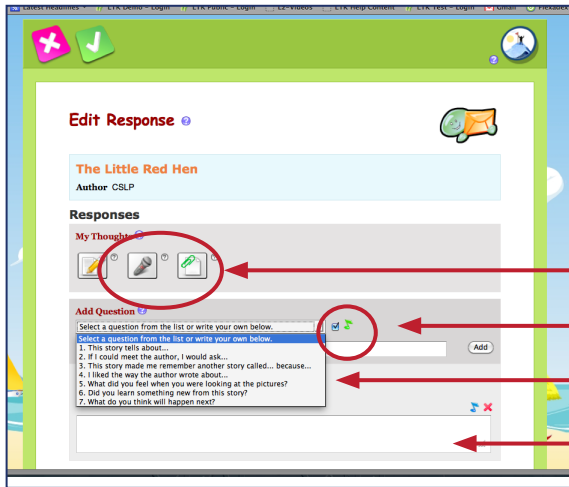 Latest Headlines LTK Demo - Login LTK Public - Login L2-Videos LTK Help Content LTK Test - Login Gmail Flexadex
Edit Response ?
The Little Red Hen
Author CSLP
Responses
My Thoughts ?
? ? ?
Add Question ?
Select a question from the list or write your own below.
Select a question from the list or write your own below.
1. This story tells about...
2. If I could meet the author, I would ask...
3. This story made me remember another story called... because...
4. I liked the way the author wrote about...
5. What did you feel when you were looking at the pictures?
6. Did you learn something new from this story?
7. What do you think will happen next?
Add